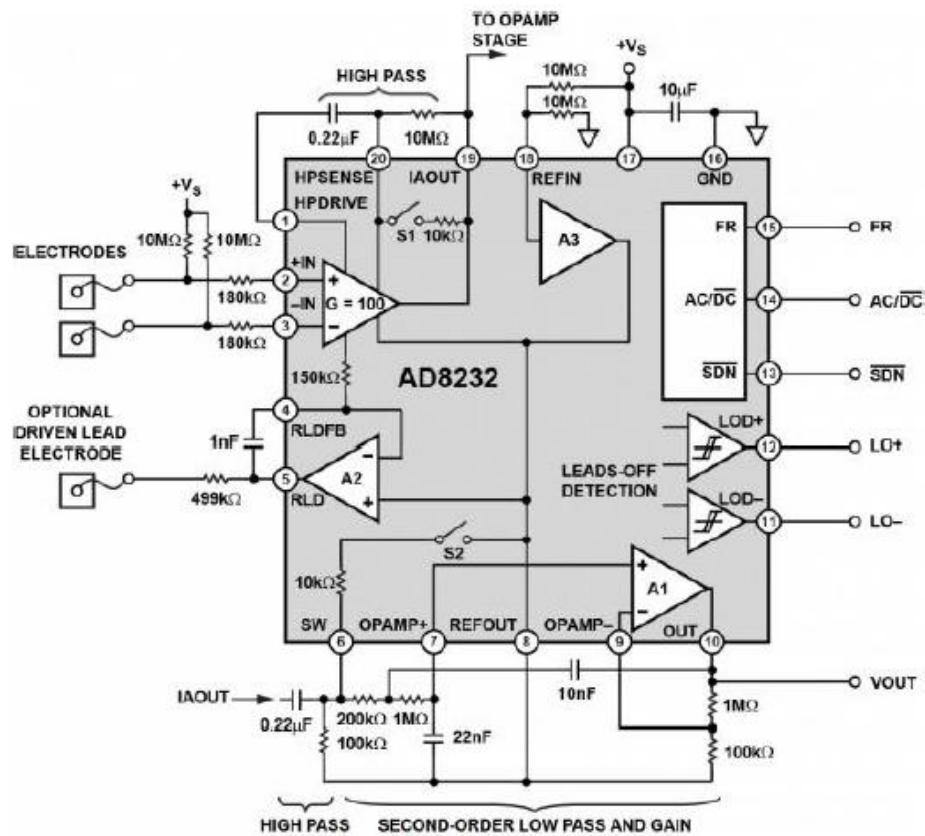 TO OPAMP
STAGE
+VS
HIGH PASS
10MΩ
10MΩ
10µF
0.22µF
10MΩ
20
19
18
17
16
HPSENSE
IAOUT
REFIN
GND
+VS
HPDRIVE
1
S1
10kΩ
A3
FR
15
FR
10MΩ
10MΩ
ELECTRODES
+IN
2
180kΩ
+
G = 100
AC/DC
14
AC/DC
–IN
3
180kΩ
–
150kΩ
AD8232
SDN
13
SDN
OPTIONAL
DRIVEN LEAD
ELECTRODE
4
RLDFB
1nF
LOD+
12
LO+
–
A2
+
LEADS-OFF
DETECTION
5
RLD
499kΩ
LOD–
11
LO–
S2
10kΩ
+
A1
–
SW
OPAMP+
REFOUT
OPAMP–
OUT
6
7
8
9
10
IAOUT
10nF
VOUT
0.22µF
200kΩ
1MΩ
1MΩ
100kΩ
22nF
100kΩ
HIGH PASS
SECOND-ORDER LOW PASS AND GAIN